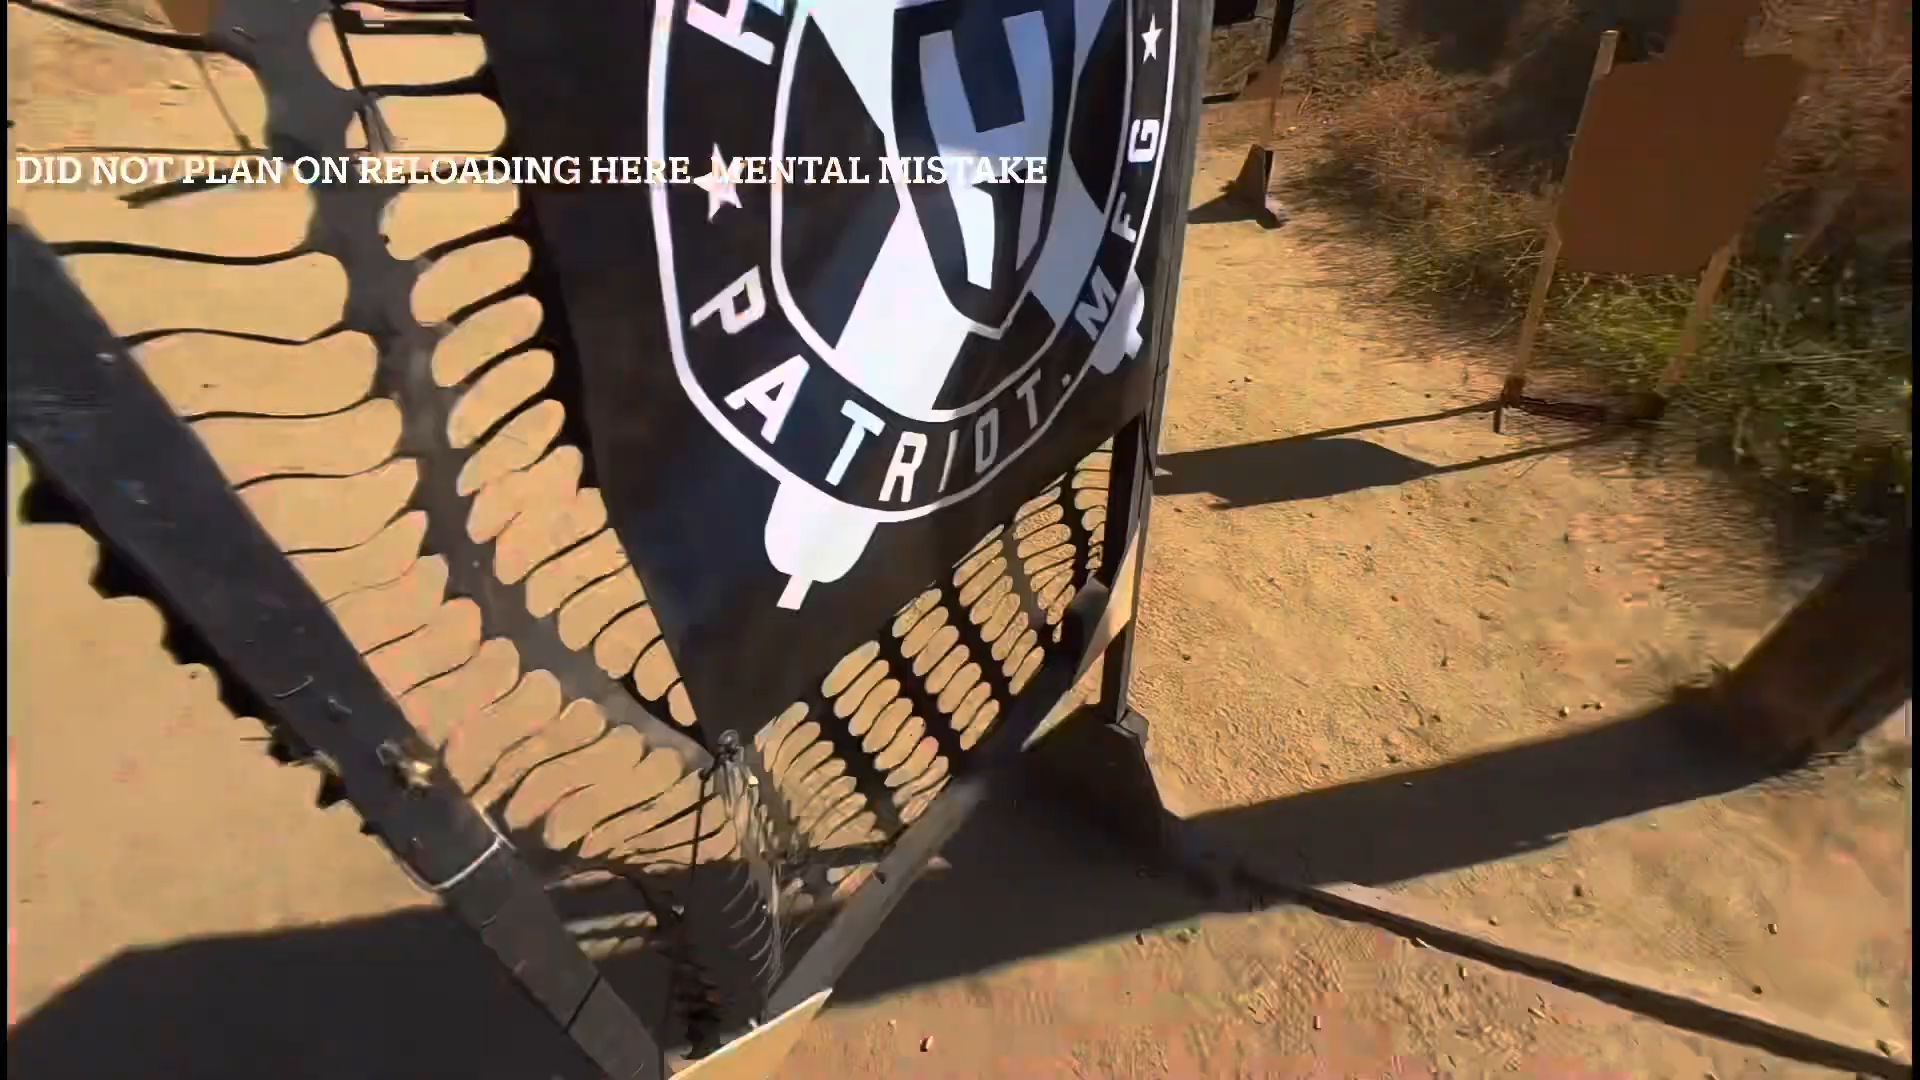 DID NOT PLAN ON RELOADING HERE, MENTAL MISTAKE
H
PATRIOT · MFG